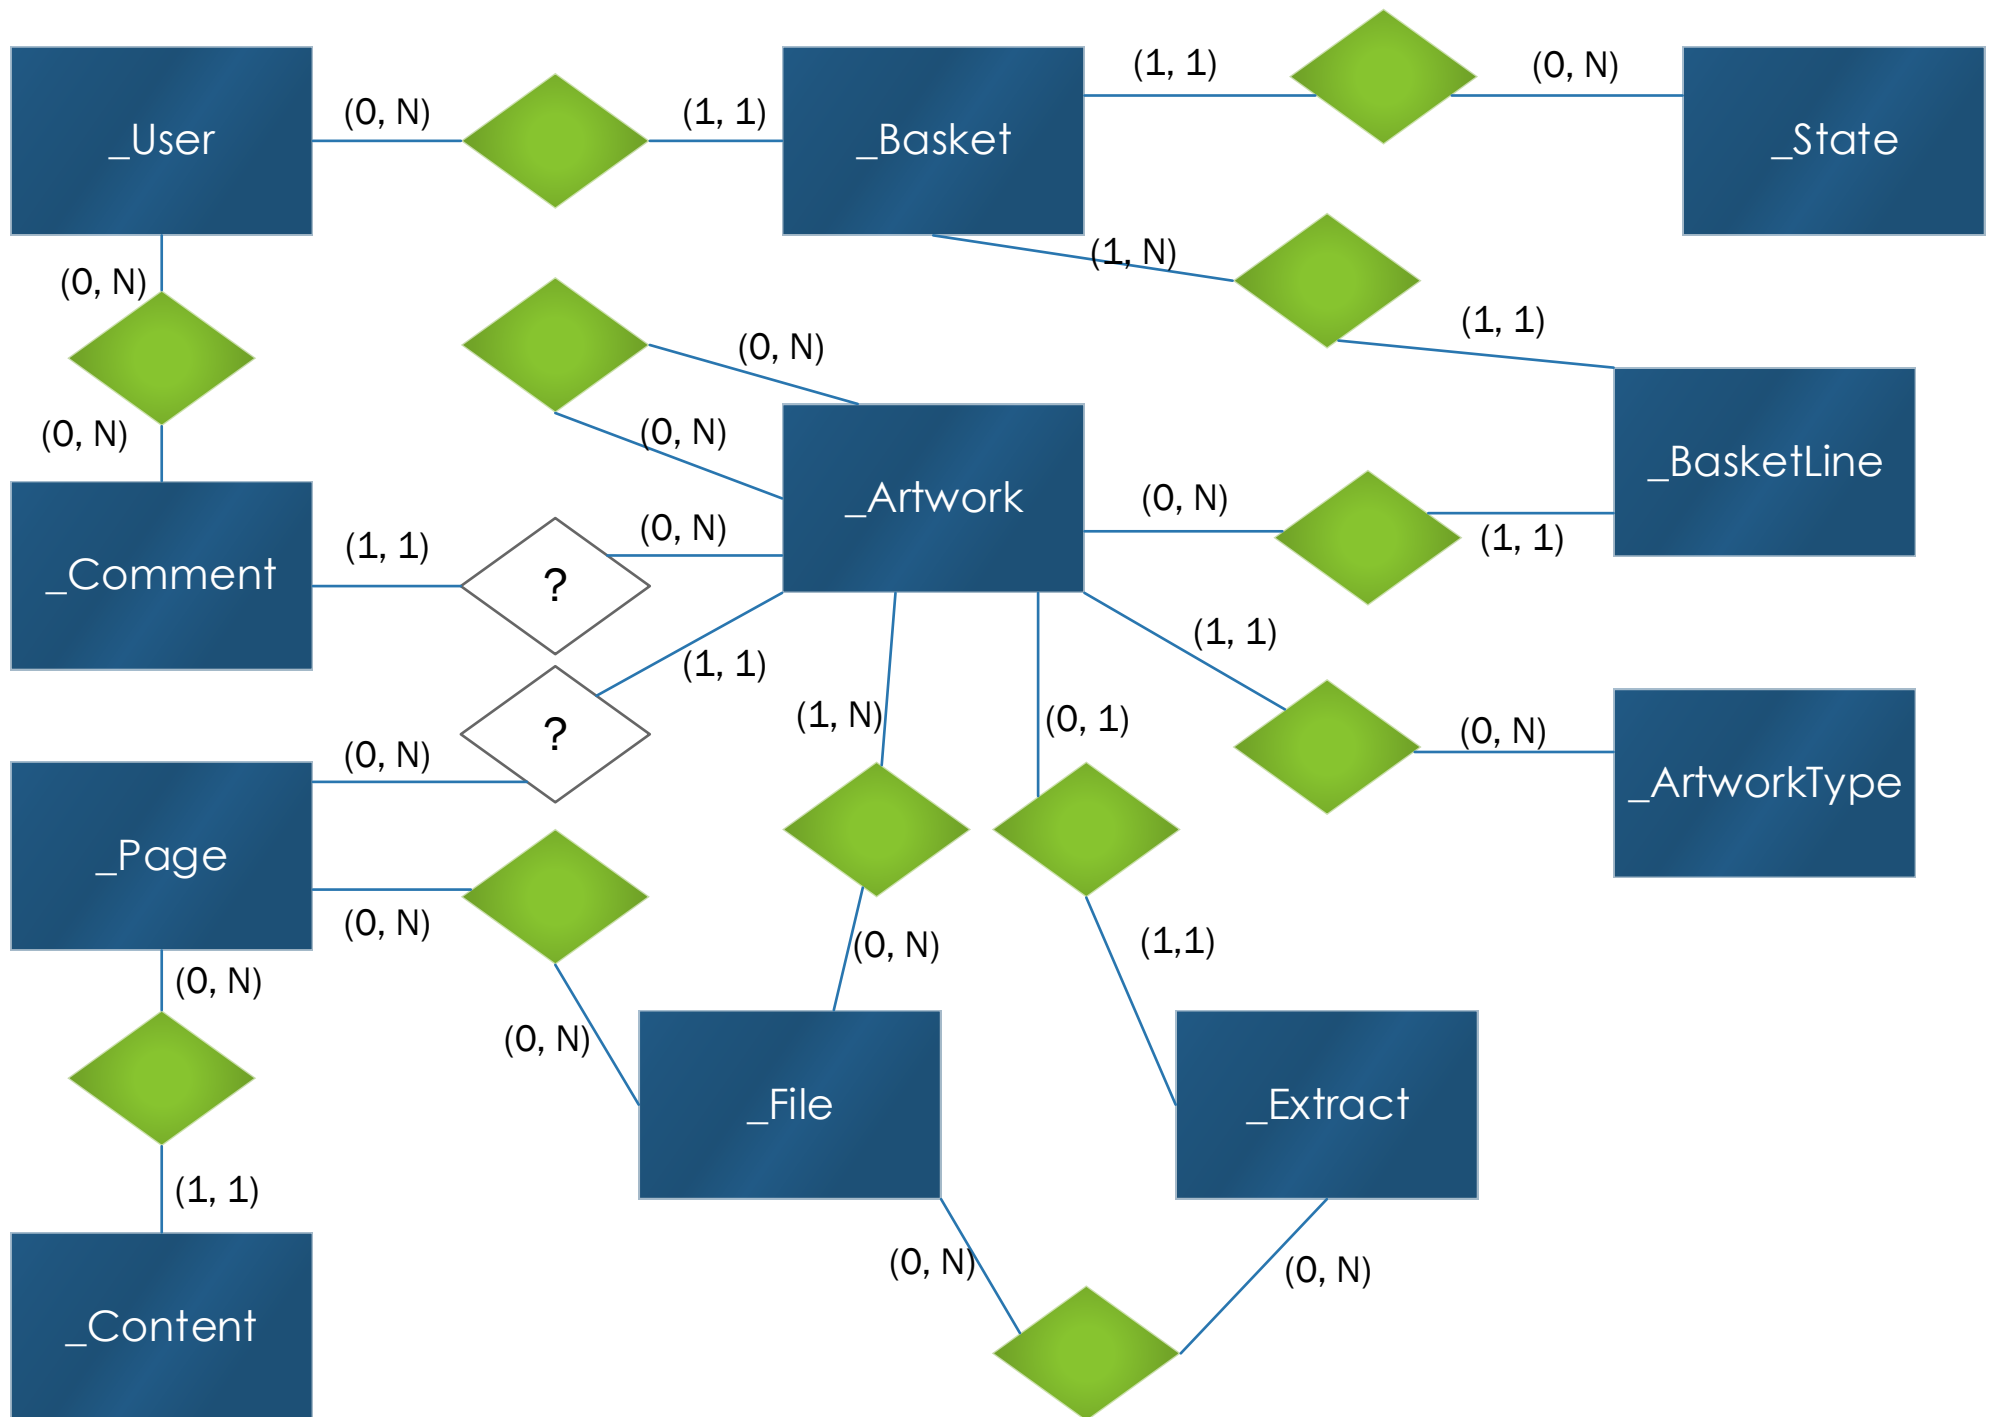 (1, 1)
(0, N)
_User
(0, N)
(1, 1)
_Basket
_State
(1, N)
(0, N)
(1, 1)
(0, N)
(0, N)
(0, N)
_BasketLine
_Artwork
(0, N)
(1, 1)
(0, N)
_Comment
(1, 1)
?
(0, N)
(1, 1)
(1, 1)
?
(1, N)
(0, 1)
(0, N)
_ArtworkType
(0, N)
_Page
(0, N)
(0, N)
(1,1)
(0, N)
(0, N)
_File
_Extract
(1, 1)
(0, N)
(0, N)
_Content